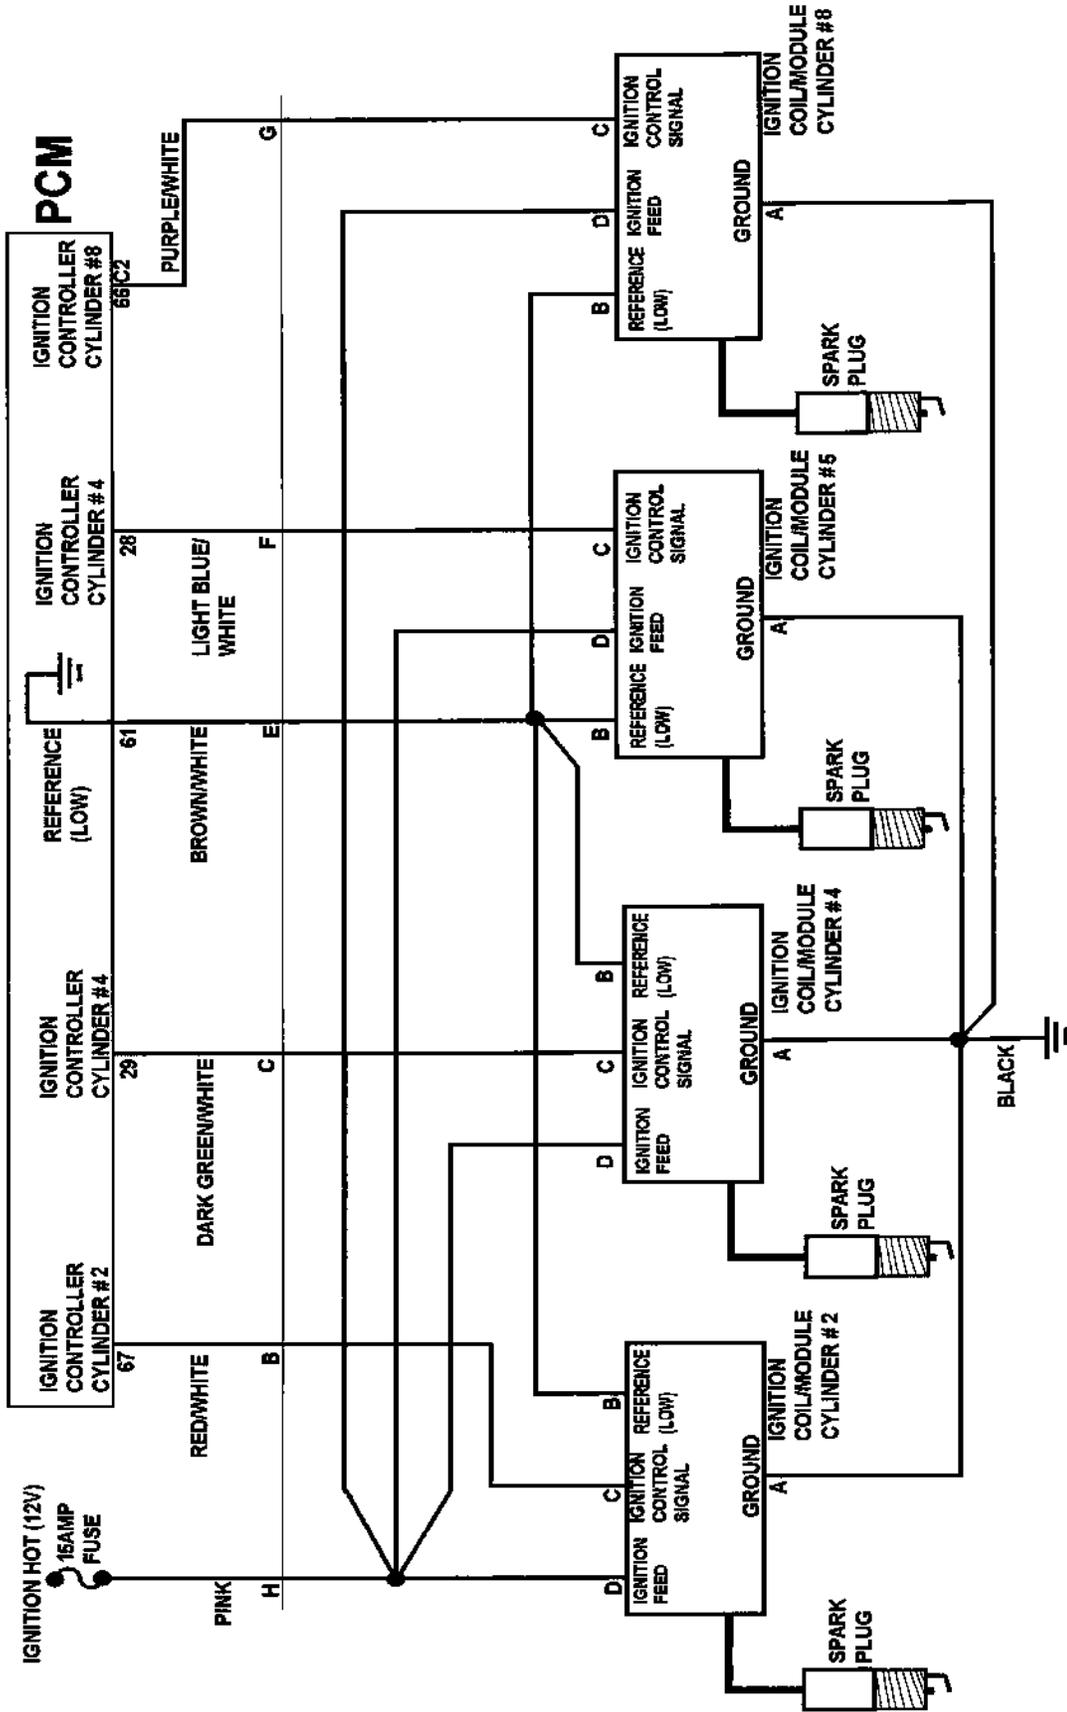 IGNITION HOT (12V)
15AMP
FUSE
PINK
H
PCM
IGNITION
CONTROLLER
CYLINDER #2
67
RED/WHITE
B
IGNITION
CONTROLLER
CYLINDER #4
29
DARK GREEN/WHITE
C
REFERENCE
(LOW)
61
BROWN/WHITE
E
IGNITION
CONTROLLER
CYLINDER #4
28
LIGHT BLUE/
WHITE
F
IGNITION
CONTROLLER
CYLINDER #8
66 C2
PURPLE/WHITE
G
D
C
B
IGNITION
FEED
IGNITION
CONTROL
SIGNAL
REFERENCE
(LOW)
GROUND
A
IGNITION
COIL/MODULE
CYLINDER #2
SPARK
PLUG
D
C
B
IGNITION
FEED
IGNITION
CONTROL
SIGNAL
REFERENCE
(LOW)
GROUND
A
IGNITION
COIL/MODULE
CYLINDER #4
SPARK
PLUG
B
D
C
REFERENCE
(LOW)
IGNITION
FEED
IGNITION
CONTROL
SIGNAL
GROUND
A
IGNITION
COIL/MODULE
CYLINDER #5
SPARK
PLUG
B
D
C
REFERENCE
(LOW)
IGNITION
FEED
IGNITION
CONTROL
SIGNAL
GROUND
A
IGNITION
COIL/MODULE
CYLINDER #8
SPARK
PLUG
BLACK